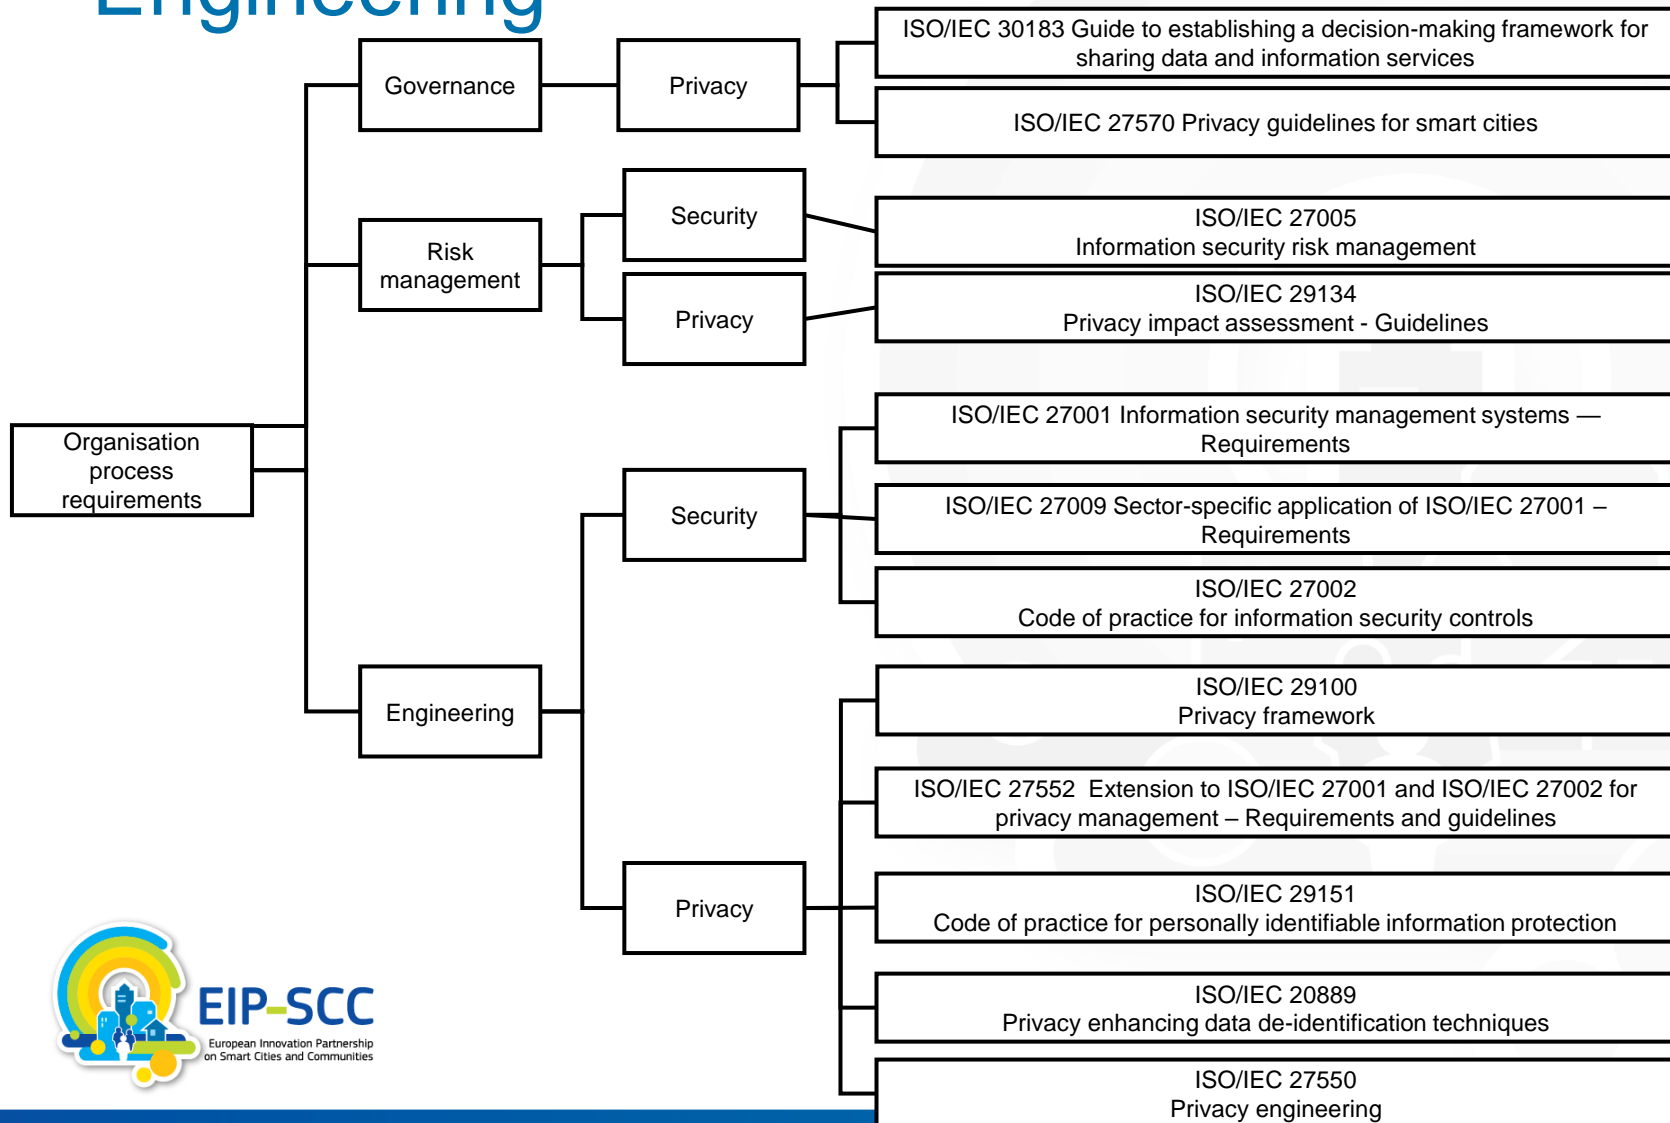 Engineering
ISO/IEC 30183 Guide to establishing a decision-making framework for
sharing data and information services
Governance
Privacy
ISO/IEC 27570 Privacy guidelines for smart cities
Security
ISO/IEC 27005
Information security risk management
Risk
management
Privacy
ISO/IEC 29134
Privacy impact assessment - Guidelines
Organisation
process
requirements
ISO/IEC 27001 Information security management systems —
Requirements
Security
ISO/IEC 27009 Sector-specific application of ISO/IEC 27001 –
Requirements
ISO/IEC 27002
Code of practice for information security controls
Engineering
ISO/IEC 29100
Privacy framework
ISO/IEC 27552  Extension to ISO/IEC 27001 and ISO/IEC 27002 for
privacy management – Requirements and guidelines
Privacy
ISO/IEC 29151
Code of practice for personally identifiable information protection
ISO/IEC 20889
Privacy enhancing data de-identification techniques
ISO/IEC 27550
Privacy engineering
EIP-SCC
European Innovation Partnership
on Smart Cities and Communities